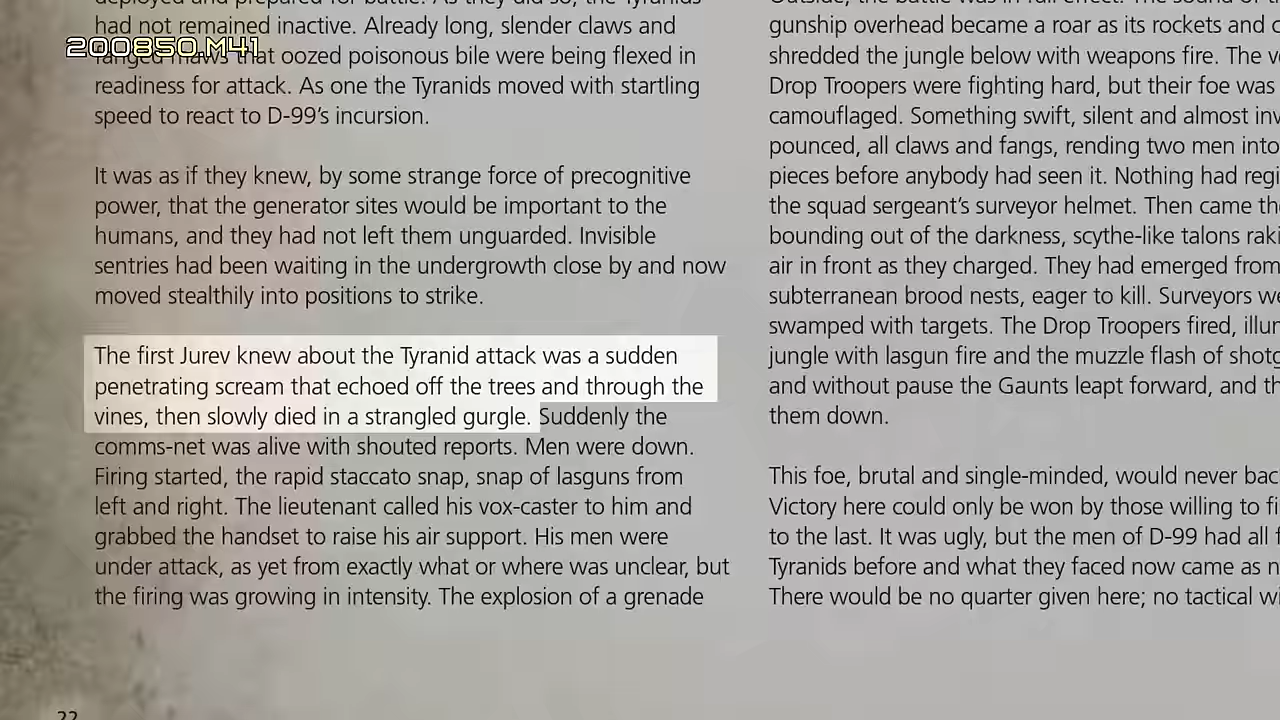 200850.M41
had not remained inactive. Already long, slender claws and
fanged maws that oozed poisonous bile were being flexed in
readiness for attack. As one the Tyranids moved with startling
speed to react to D-99's incursion.
It was as if they knew, by some strange force of precognitive
power, that the generator sites would be important to the
humans, and they had not left them unguarded. Invisible
sentries had been waiting in the undergrowth close by and now
moved stealthily into positions to strike.
The first Jurev knew about the Tyranid attack was a sudden
penetrating scream that echoed off the trees and through the
vines, then slowly died in a strangled gurgle. Suddenly the
comms-net was alive with shouted reports. Men were down.
Firing started, the rapid staccato snap, snap of lasguns from
left and right. The lieutenant called his vox-caster to him and
grabbed the handset to raise his air support. His men were
under attack, as yet from exactly what or where was unclear, but
the firing was growing in intensity. The explosion of a grenade
gunship overhead became a roar as its rockets and
shredded the jungle below with weapons fire. The
Drop Troopers were fighting hard, but their foe was
camouflaged. Something swift, silent and almost
pounced, all claws and fangs, rending two men into
pieces before anybody had seen it. Nothing had
the squad sergeant's surveyor helmet. Then came
bounding out of the darkness, scythe-like talons
air in front as they charged. They had emerged from
subterranean brood nests, eager to kill. Surveyors
swamped with targets. The Drop Troopers fired,
jungle with lasgun fire and the muzzle flash of
and without pause the Gaunts leapt forward, and
them down.
This foe, brutal and single-minded, would never
Victory here could only be won by those willing to
to the last. It was ugly, but the men of D-99 had all
Tyranids before and what they faced now came as
There would be no quarter given here; no tactical
22